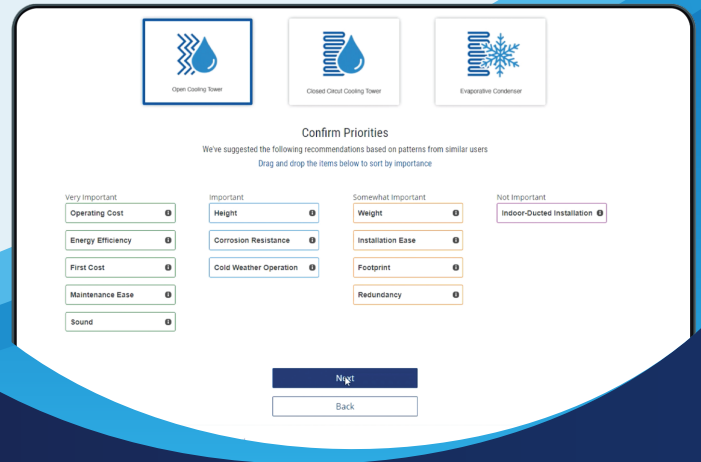 Open Cooling Tower
Closed Circut Cooling Tower
Evaporative Condenser
Confirm Priorities
We've suggested the following recommendations based on patterns from similar users
Drag and drop the items below to sort by importance
Very Important
Important
Somewhat Important
Not Important
Operating Cost
Height
Weight
Indoor-Ducted Installation
Energy Efficiency
Corrosion Resistance
Installation Ease
First Cost
Cold Weather Operation
Footprint
Maintenance Ease
Redundancy
Sound
Next
Back